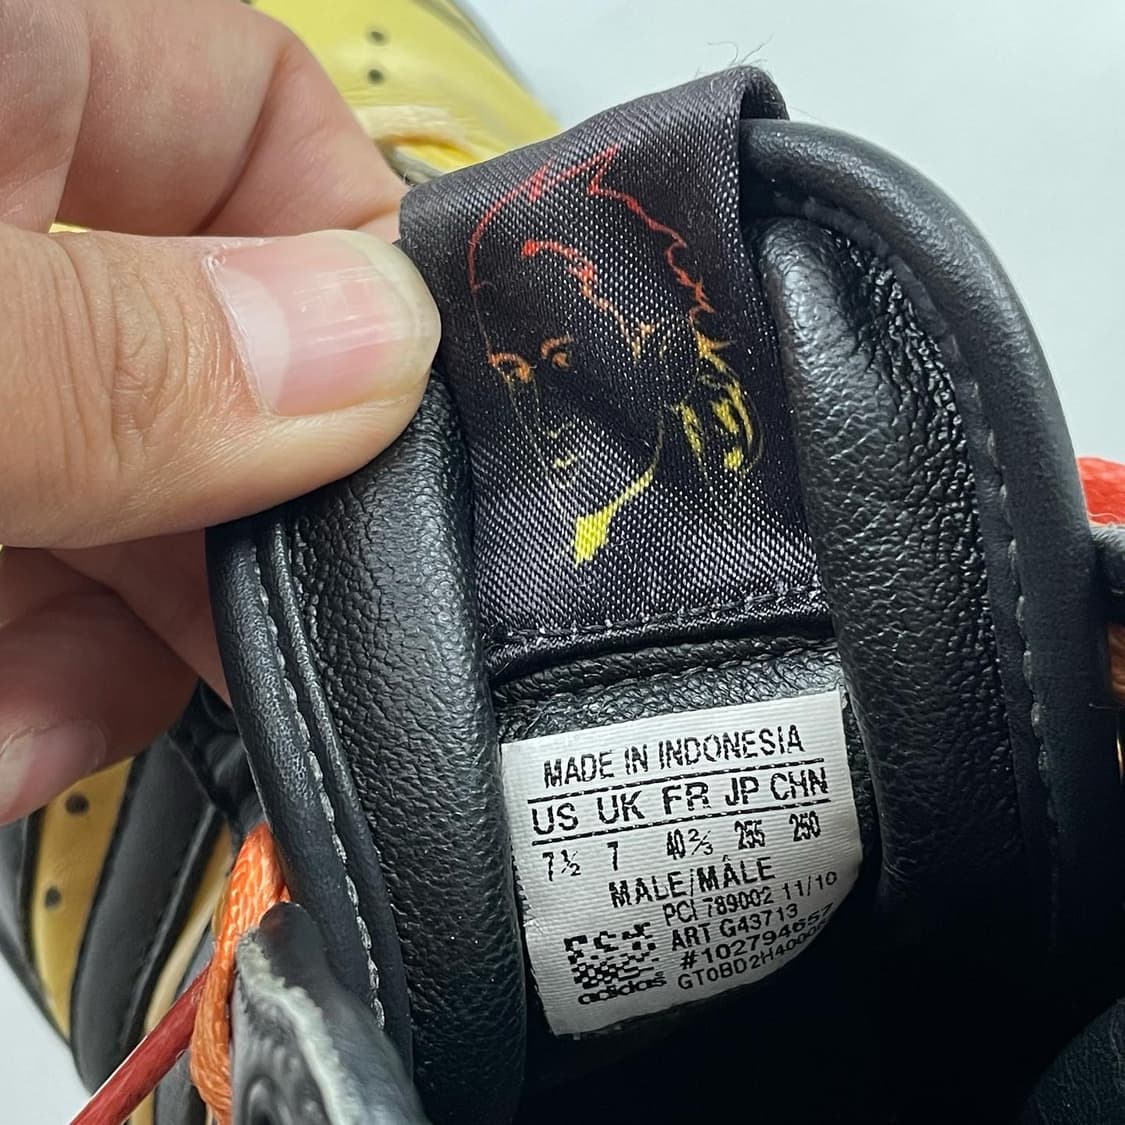 MADE IN INDONESIA
US UK FR JP CHN
7½ 7 40⅔ 255 250
MALE/MÂLE
PCI 789002 11/10
ART G43713
#102794657
adidas